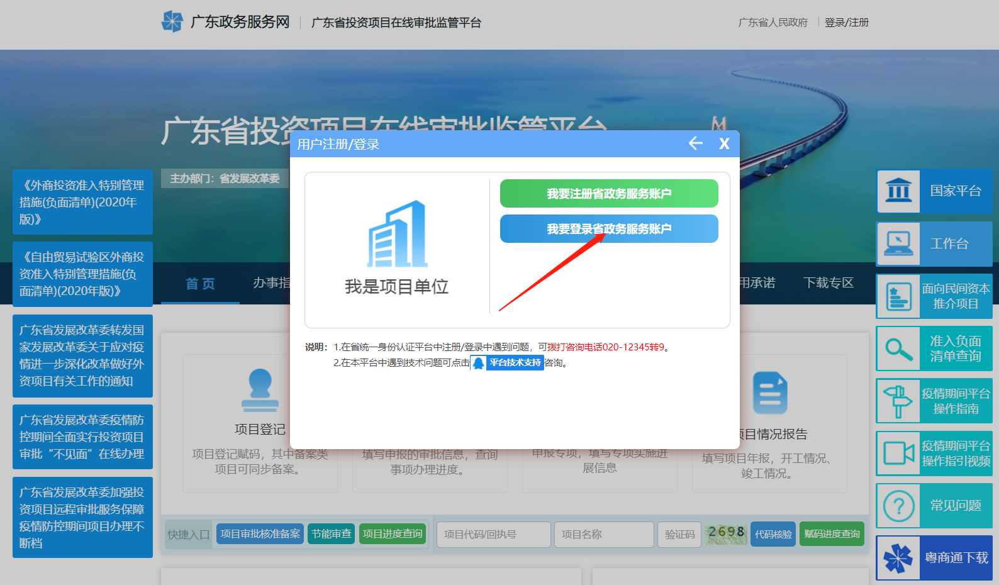 广东政务服务网
广东省投资项目在线审批监管平台
广东省人民政府
登录/注册
广东省投资项目在线审批监管平台
主办部门：省发展改革委
《外商投资准入特别管理
措施(负面清单)(2020年
版)》
《自由贸易试验区外商投
资准入特别管理措施(负
面清单)(2020年版)》
广东省发展改革委转发国
家发展改革委关于应对疫
情进一步深化改革做好外
资项目有关工作的通知
广东省发展改革委疫情防
控期间全面实行投资项目
审批“不见面”在线办理
广东省发展改革委加强投
资项目远程审批服务保障
疫情防控期间项目办理不
断档
首 页
办事指
用承诺
下载专区
用户注册/登录
X
我是项目单位
我要注册省政务服务账户
我要登录省政务服务账户
说明：1.在省统一身份认证平台中注册/登录中遇到问题，可拨打咨询电话020-12345转9。
2.在本平台中遇到技术问题可点击 平台技术支持 咨询。
项目登记
项目登记赋码，其中备案类
项目可同步备案。
填写申报的审批信息，查询
事项办理进度。
申报专项，填写专项实施进
展信息
项目情况报告
填写项目年报，开工情况、
竣工情况。
快捷入口
项目审批核准备案
节能审查
项目进度查询
项目代码/回执号
项目名称
验证码
2698
代码核验
赋码进度查询
国家平台
工作台
面向民间资本
推介项目
准入负面
清单查询
疫情期间平台
操作指南
疫情期间平台
操作指引视频
常见问题
粤商通下载